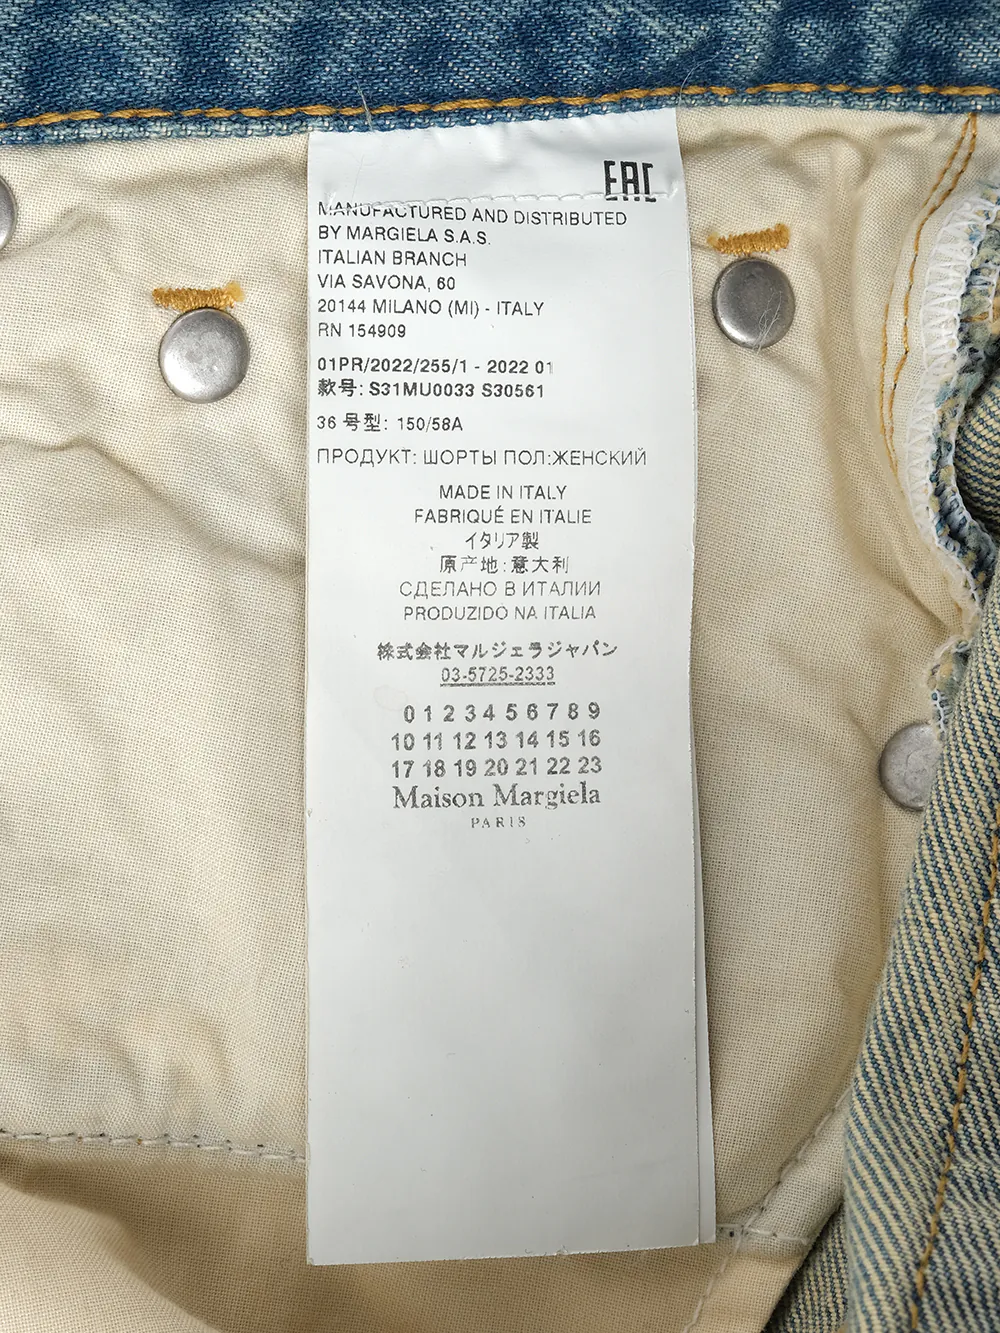 EAC
MANUFACTURED AND DISTRIBUTED
BY MARGIELA S.A.S.
ITALIAN BRANCH
VIA SAVONA, 60
20144 MILANO (MI) - ITALY
RN 154909
01PR/2022/255/1 - 2022 01
款号: S31MU0033 S30561
36 号型: 150/58A
ПРОДУКТ: ШОРТЫ ПОЛ:ЖЕНСКИЙ
MADE IN ITALY
FABRIQUÉ EN ITALIE
イタリア製
原产地:意大利
СДЕЛАНО В ИТАЛИИ
PRODUZIDO NA ITALIA
株式会社マルジェラジャパン
03-5725-2333
0 1 2 3 4 5 6 7 8 9
10 11 12 13 14 15 16
17 18 19 20 21 22 23
Maison Margiela
PARIS